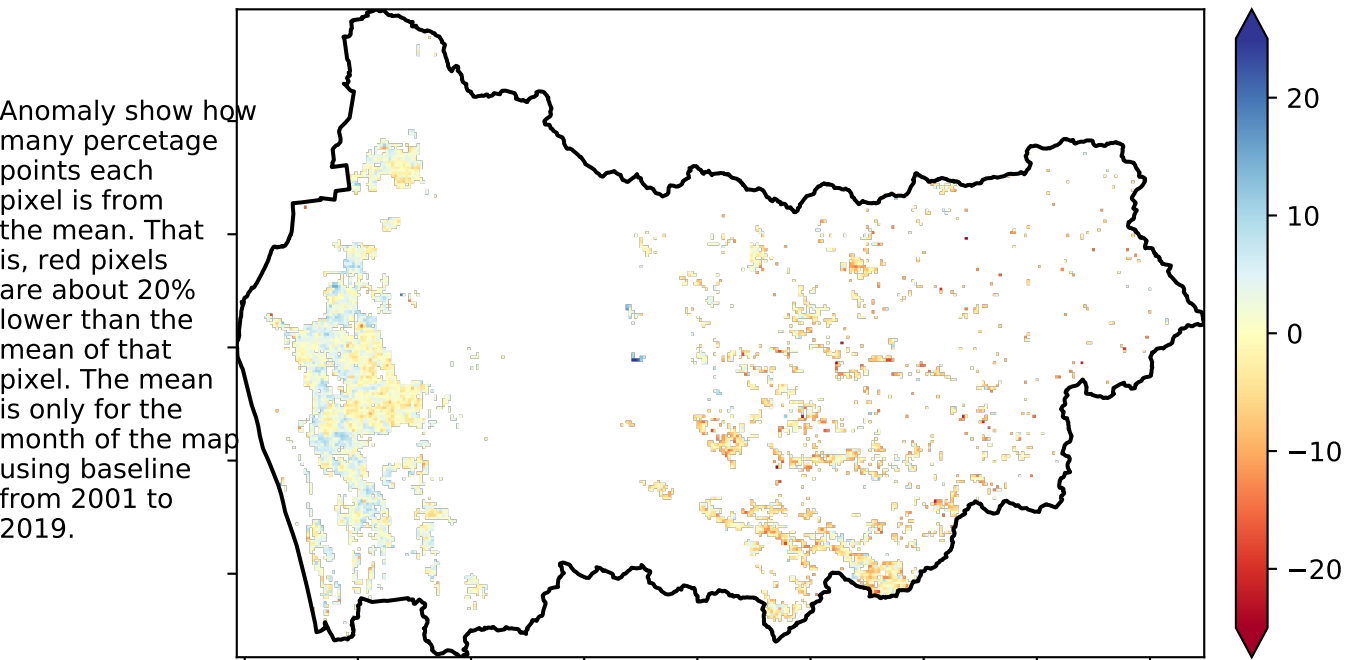 Anomaly show how
many percetage
points each
pixel is from
the mean. That
is, red pixels
are about 20%
lower than the
mean of that
pixel. The mean
is only for the
month of the map
using baseline
from 2001 to
2019.
20
10
0
−10
−20